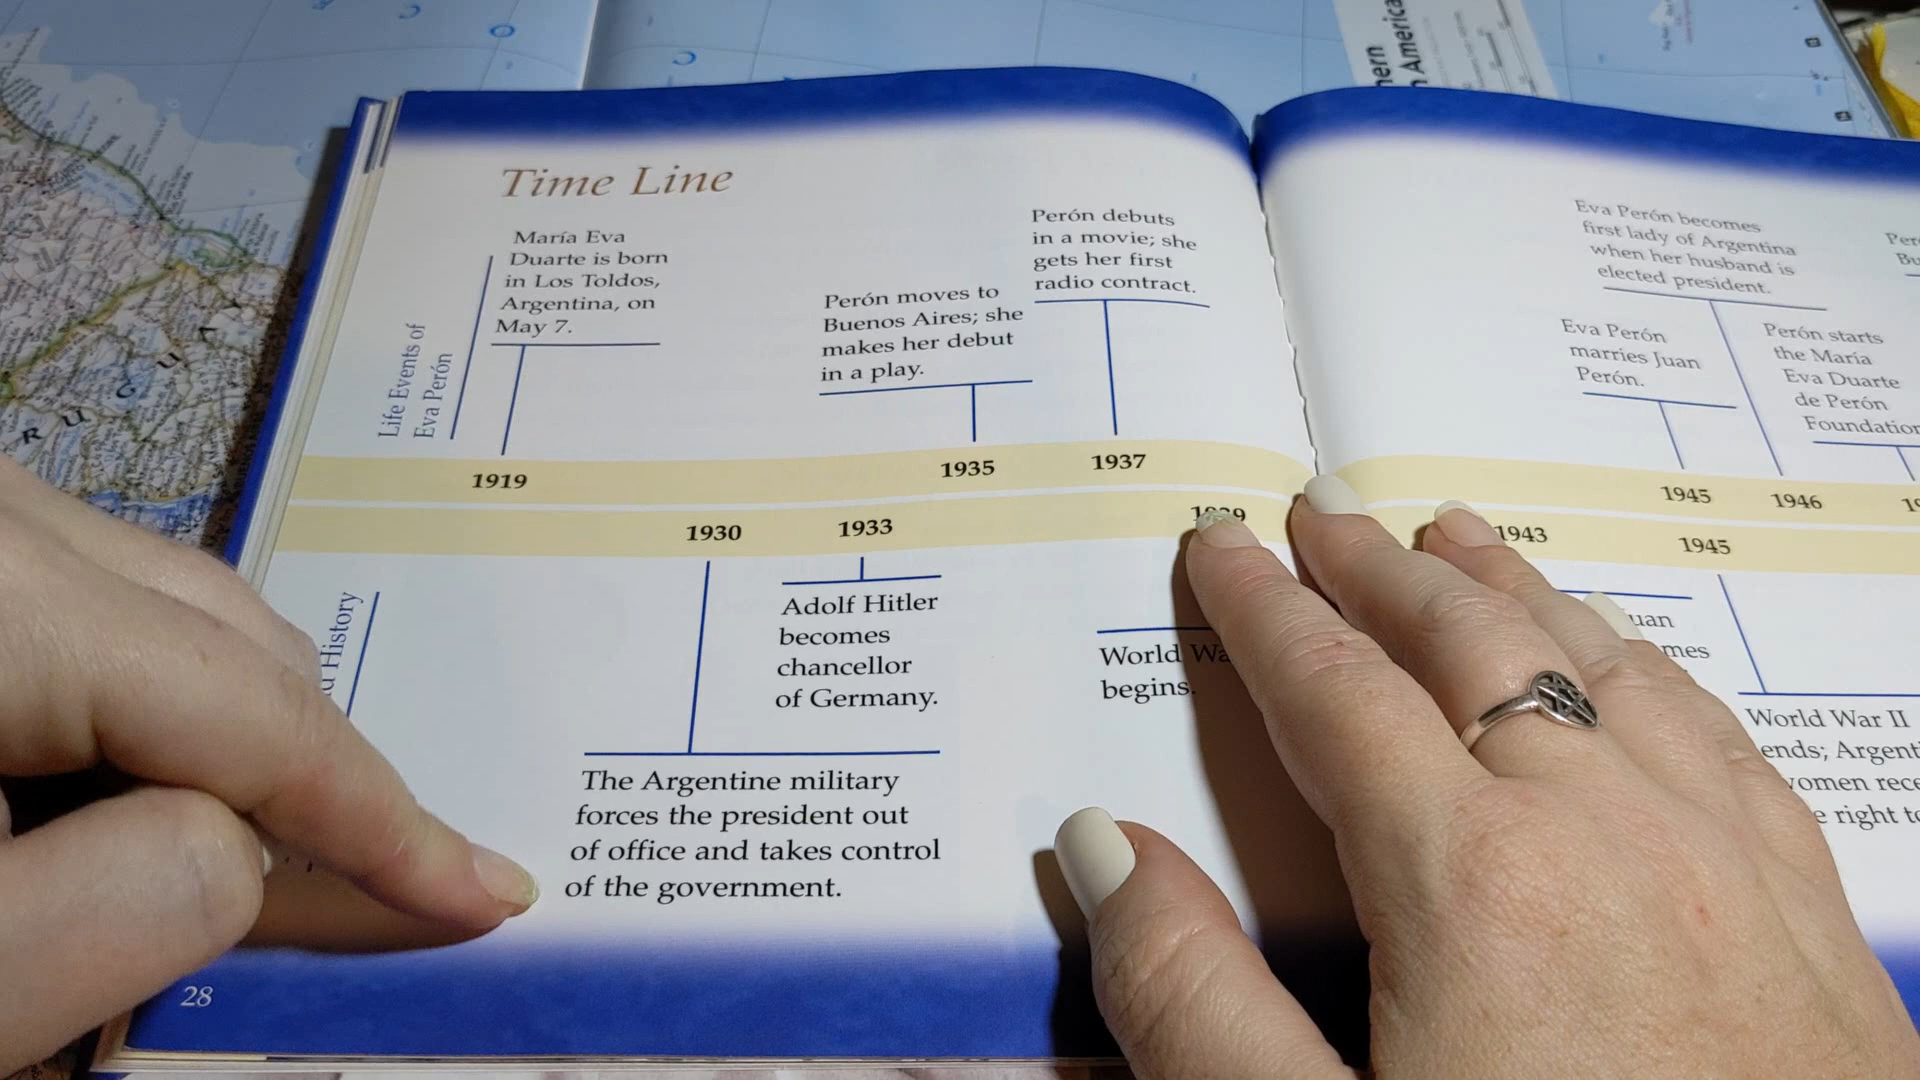 Time Line
Life Events of
Eva Perón
María Eva
Duarte is born
in Los Toldos,
Argentina, on
May 7.
Perón moves to
Buenos Aires; she
makes her debut
in a play.
Perón debuts
in a movie; she
gets her first
radio contract.
1919
1935
1937
1930
1933
History
Adolf Hitler
becomes
chancellor
of Germany.
The Argentine military
forces the president out
of office and takes control
of the government.
World
begins.
28
Eva Perón becomes
first lady of Argentina
when her husband is
elected president.
Eva Perón
marries Juan
Perón.
Perón starts
the María
Eva Duarte
de Perón
Foundation
1945
1946
1943
1945
World War II
ends;
right